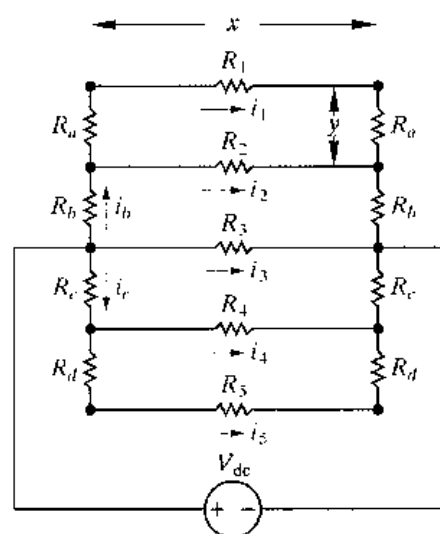 x
R1
i1
Ra
y
Ra
R2
i2
Rb
ib
Rb
R3
i3
Rc
ic
Rc
R4
i4
Rd
Rd
R5
i5
Vdc
+ −